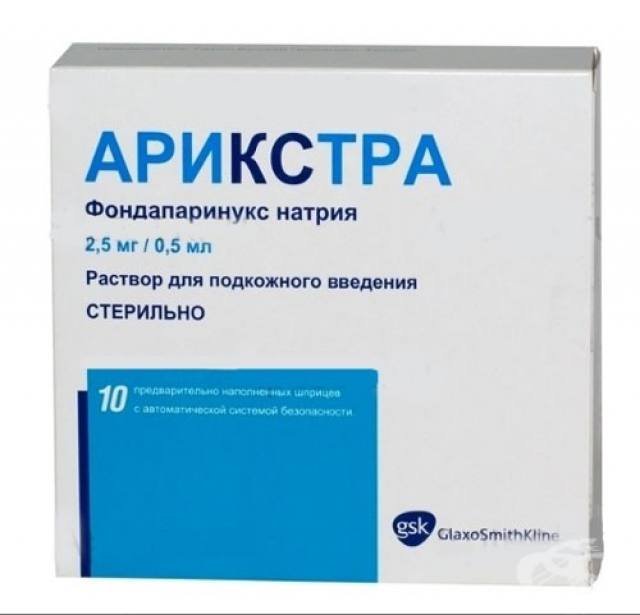 АРИКСТРА
Фондапаринукс натрия
2,5 мг / 0,5 мл
Раствор для подкожного введения
СТЕРИЛЬНО
10 предварительно наполненных шприцев
с автоматической системой безопасности
gsk GlaxoSmithKline